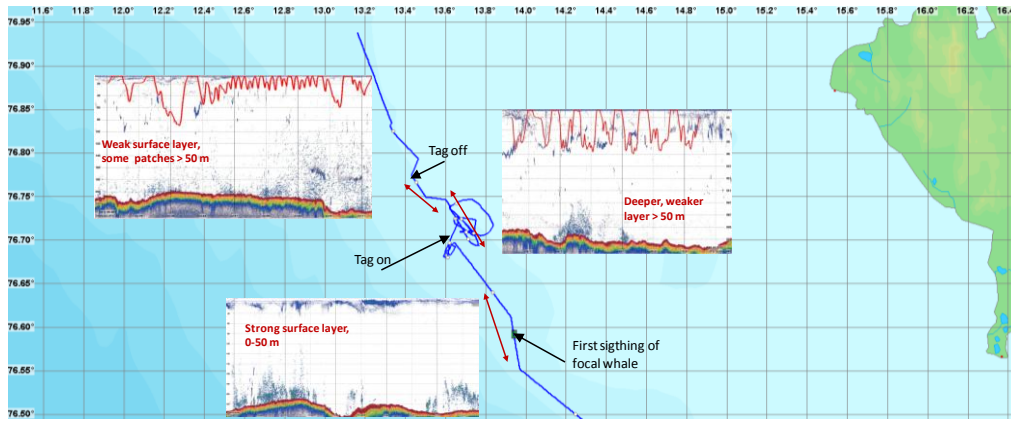 11.6° 11.8° 12.0° 12.2° 12.4° 12.6° 12.8° 13.0° 13.2° 13.4° 13.6° 13.8° 14.0° 14.2° 14.4° 14.6° 14.8° 15.0° 15.2° 15.4° 15.6° 15.8° 16.0° 16.2° 16.4
76.95°
76.90°
76.85°
76.80°
76.75°
76.70°
76.60°
76.55°
76.50°
Weak surface layer,
some patches > 50 m
Tag off
Deeper, weaker
layer > 50 m
Tag on
Strong surface layer,
0-50 m
First sigthing of
focal whale